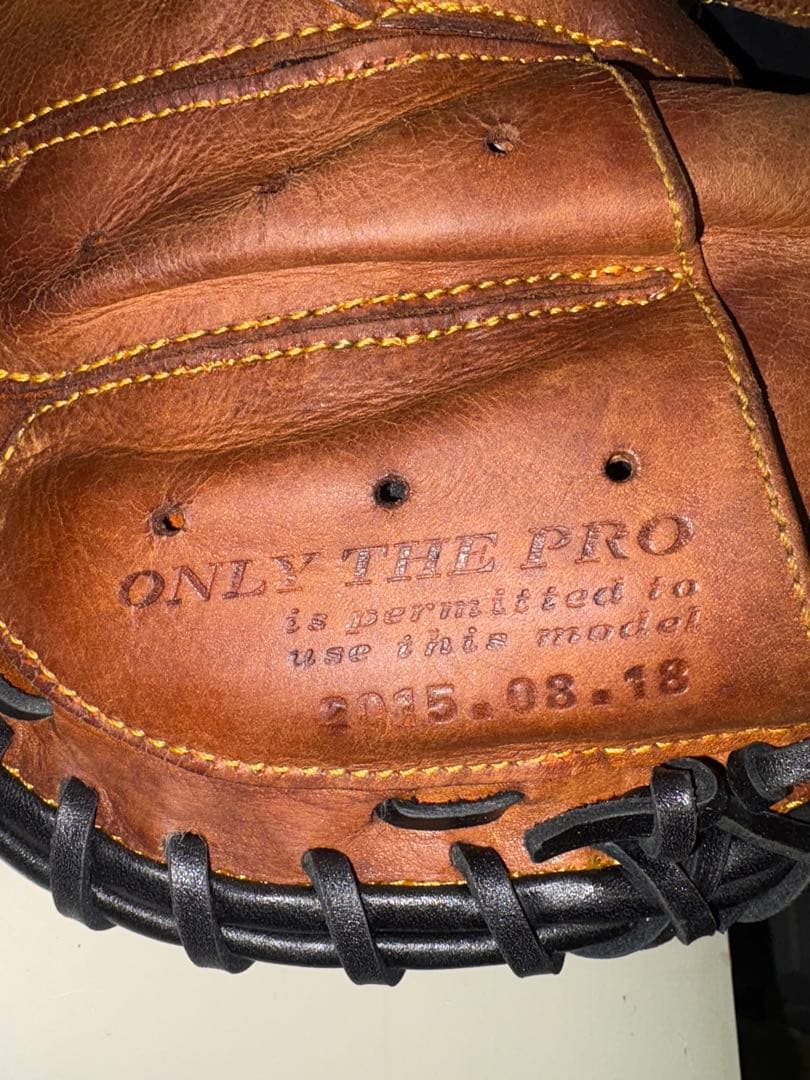 ONLY THE PRO
is permitted to
use this model
2015.08.18